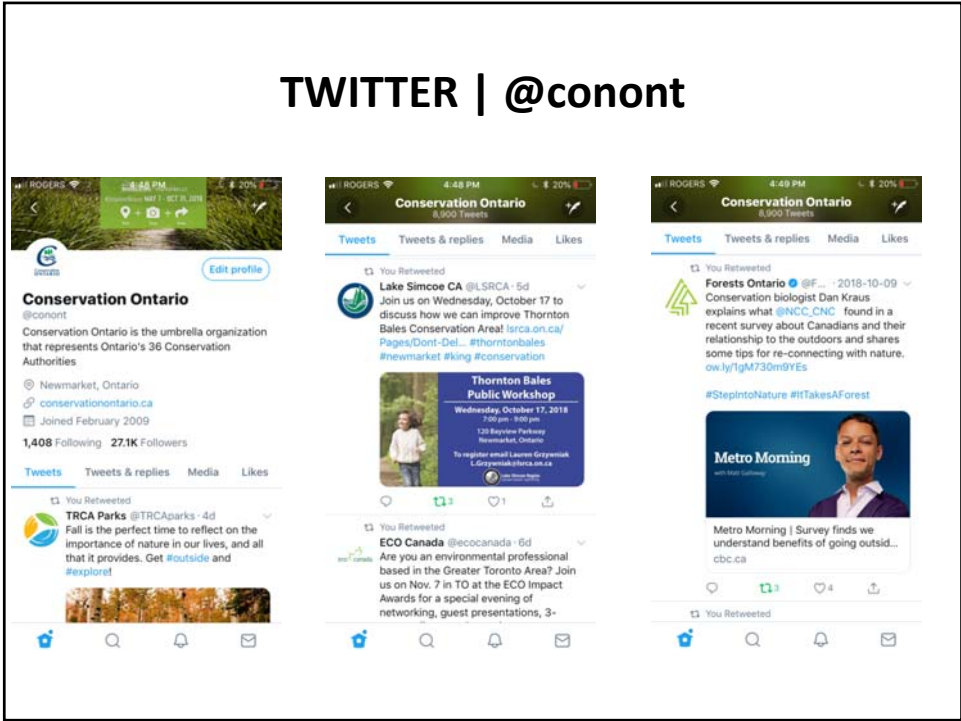 TWITTER | @conont
ROGERS 4:48 PM 20%
MAY 7 - OCT 31, 2018
Edit profile
Conservation Ontario
@conont
Conservation Ontario is the umbrella organization
that represents Ontario's 36 Conservation
Authorities
Newmarket, Ontario
conservationontario.ca
Joined February 2009
1,408 Following 27.1K Followers
Tweets Tweets & replies Media Likes
You Retweeted
TRCA Parks @TRCAparks · 4d
Fall is the perfect time to reflect on the
importance of nature in our lives, and all
that it provides. Get #outside and
#explore!
ROGERS 4:48 PM 20%
Conservation Ontario
8,900 Tweets
Tweets Tweets & replies Media Likes
You Retweeted
Lake Simcoe CA @LSRCA · 5d
Join us on Wednesday, October 17 to
discuss how we can improve Thornton
Bales Conservation Area! lsrca.on.ca/
Pages/Dont-Del... #thorntonbales
#newmarket #king #conservation
Thornton Bales
Public Workshop
Wednesday, October 17, 2018
7:00 pm - 9:00 pm
120 Bayview Parkway
Newmarket, Ontario
To register email Lauren Grzywniak
L.Grzywniak@lsrca.on.ca
Lake Simcoe Region
3 1
You Retweeted
ECO Canada @ecocanada · 6d
Are you an environmental professional
based in the Greater Toronto Area? Join
us on Nov. 7 in TO at the ECO Impact
Awards for a special evening of
networking, guest presentations, 3-
ROGERS 4:49 PM 20%
Conservation Ontario
8,900 Tweets
Tweets Tweets & replies Media Likes
You Retweeted
Forests Ontario @F... · 2018-10-09
Conservation biologist Dan Kraus
explains what @NCC_CNC found in a
recent survey about Canadians and their
relationship to the outdoors and shares
some tips for re-connecting with nature.
ow.ly/1gM730m9YEs
#StepIntoNature #ItTakesAForest
Metro Morning
with Matt Galloway
Metro Morning | Survey finds we
understand benefits of going outsid...
cbc.ca
3 4
You Retweeted